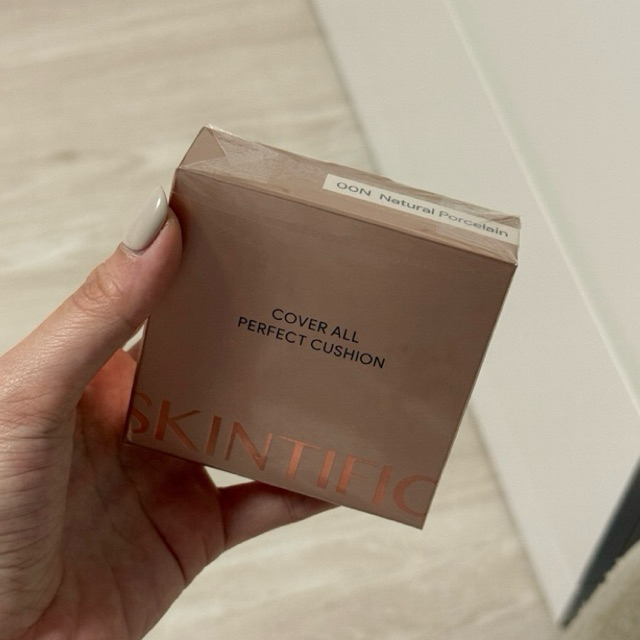 00N Natural Porcelain
COVER ALL
PERFECT CUSHION
SKINTIFIC